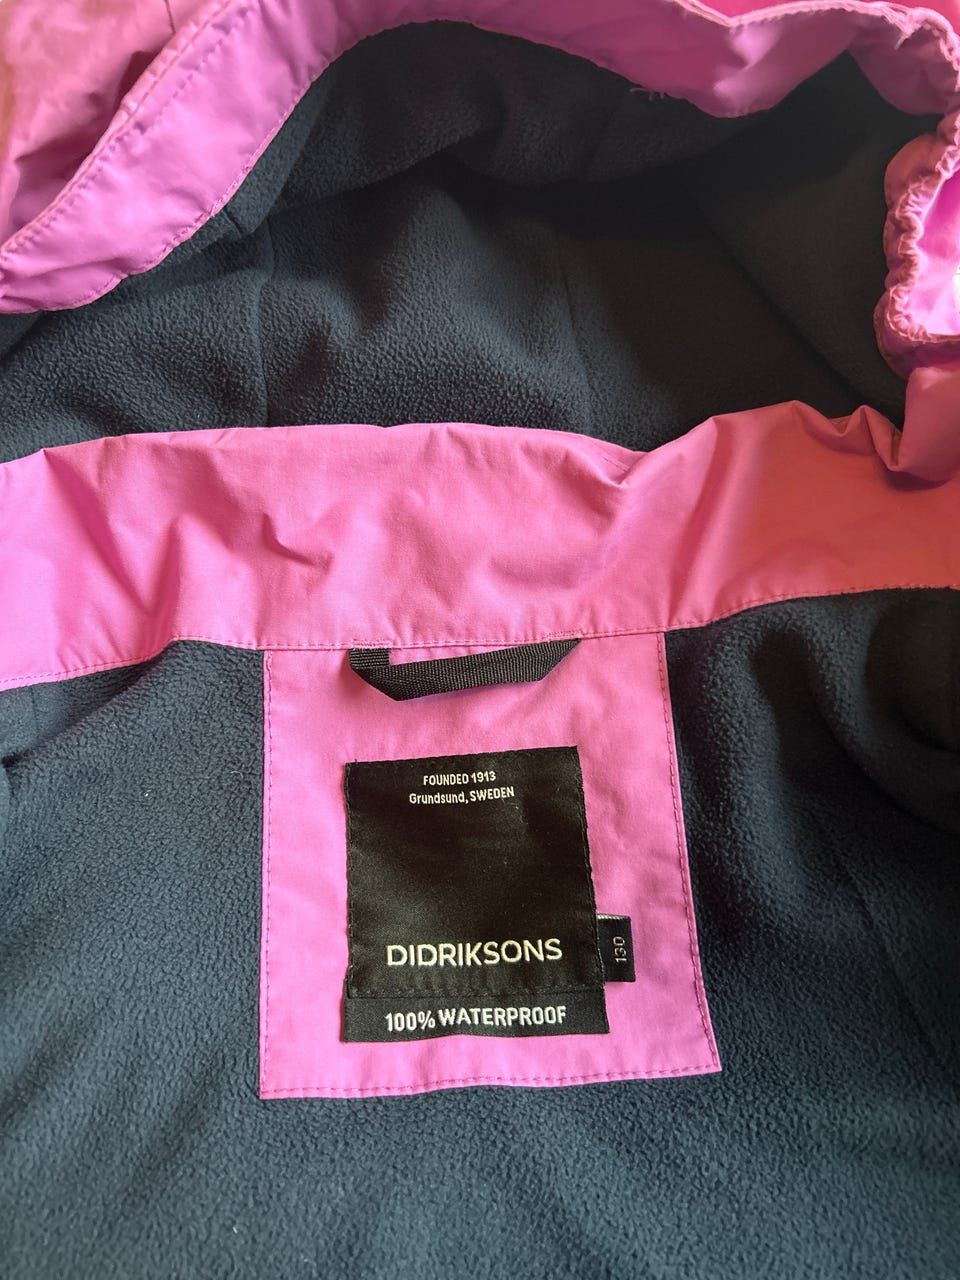 FOUNDED 1913
Grundsund, SWEDEN
DIDRIKSONS
130
100% WATERPROOF